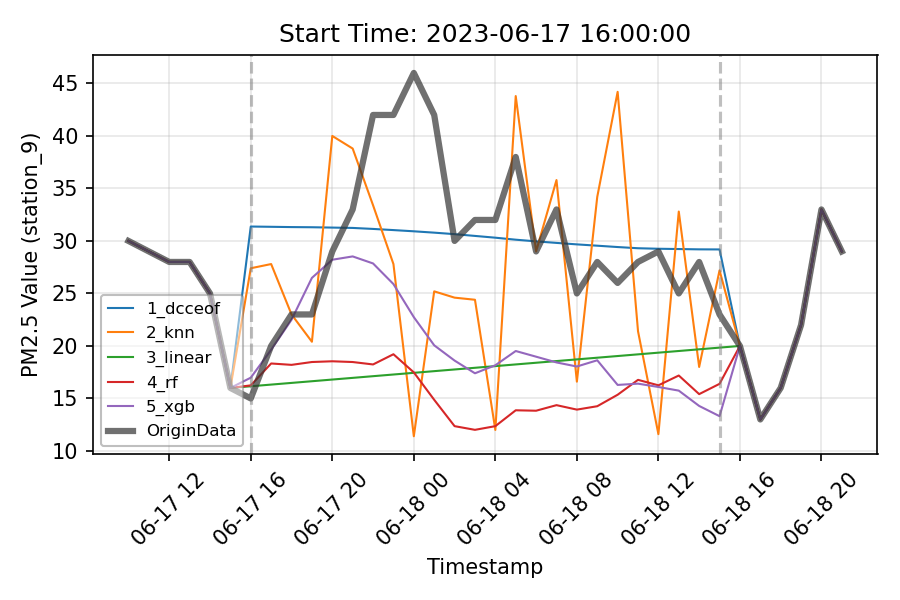 Start Time: 2023-06-17 16:00:00
PM2.5 Value (station_9)
45
40
35
30
25
20
15
10
1_dcceof
2_knn
3_linear
4_rf
5_xgb
OriginData
06-17 12
06-17 16
06-17 20
06-18 00
06-18 04
06-18 08
06-18 12
06-18 16
06-18 20
Timestamp